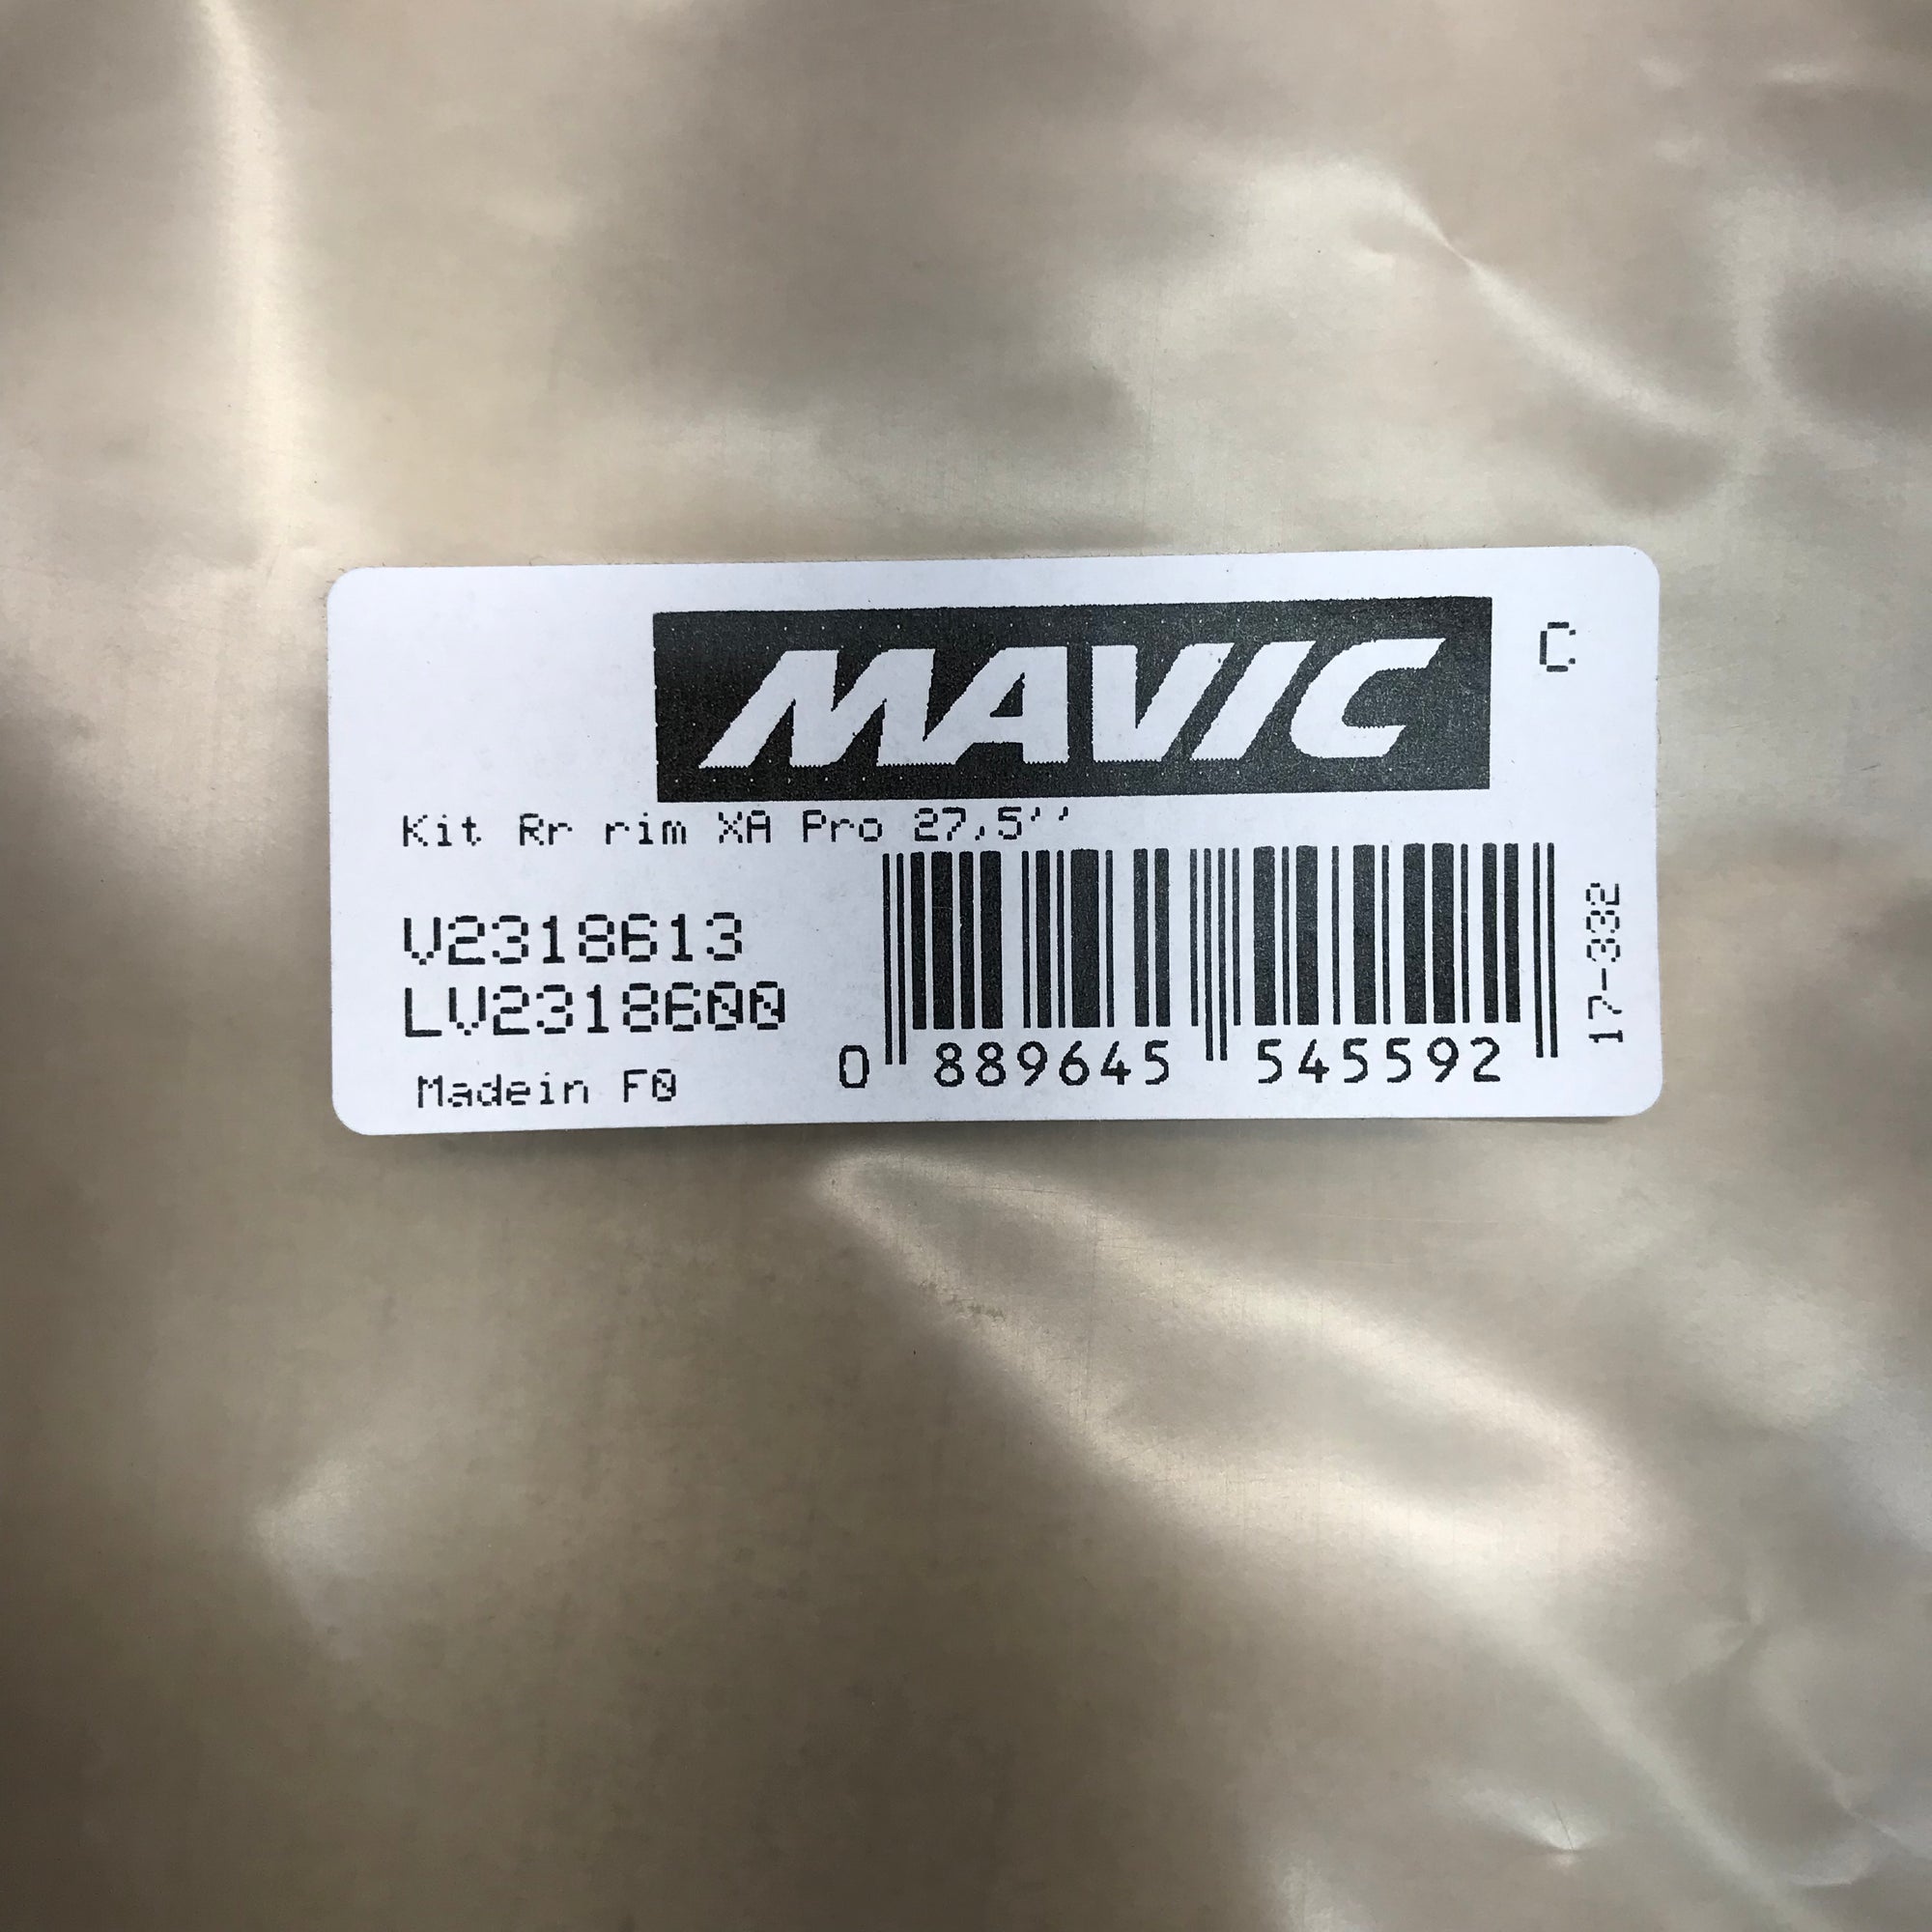 MAVIC
C
Kit Rr rim XA Pro 27,5''
V2318613
LV2318600
Madein F0
0 889645 545592
17-332